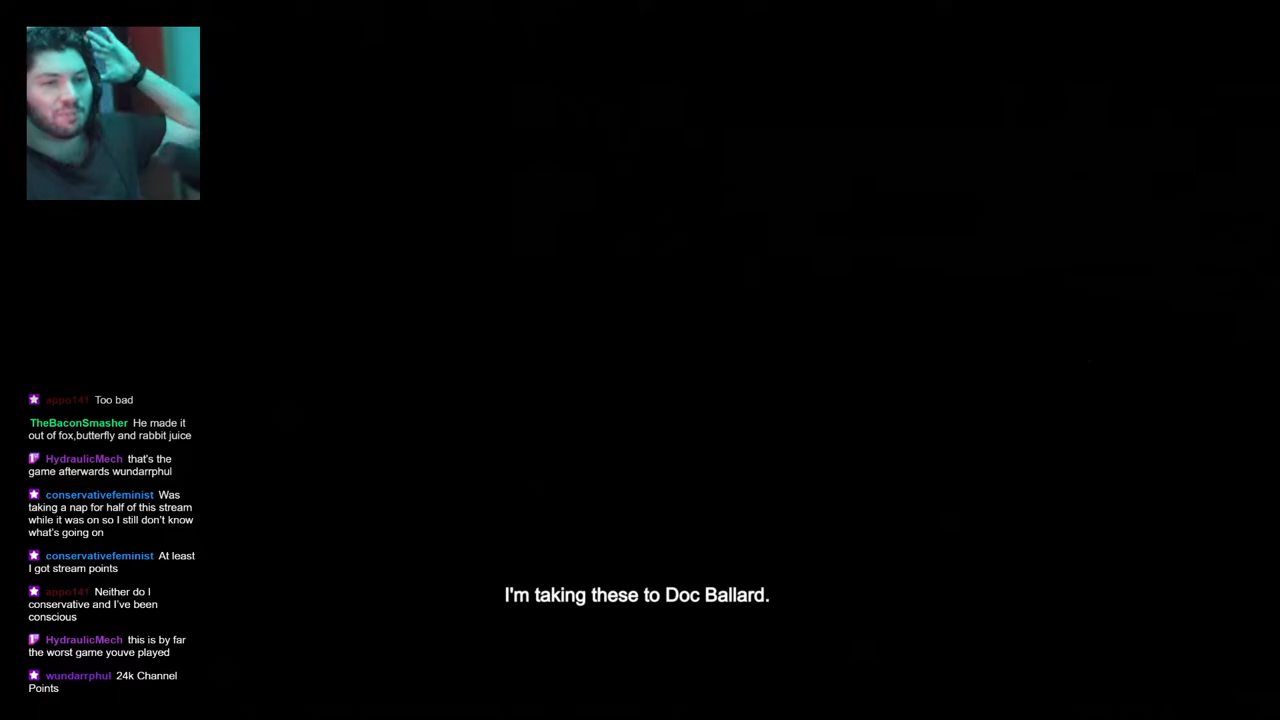 appo141 Too bad
TheBaconSmasher He made it
out of fox,butterfly and rabbit juice
HydraulicMech that's the
game afterwards wundarrphul
conservativefeminist Was
taking a nap for half of this stream
while it was on so I still don't know
what's going on
conservativefeminist At least
I got stream points
appo141 Neither do I
conservative and I've been
conscious
HydraulicMech this is by far
the worst game youve played
wundarrphul 24k Channel
Points
I'm taking these to Doc Ballard.